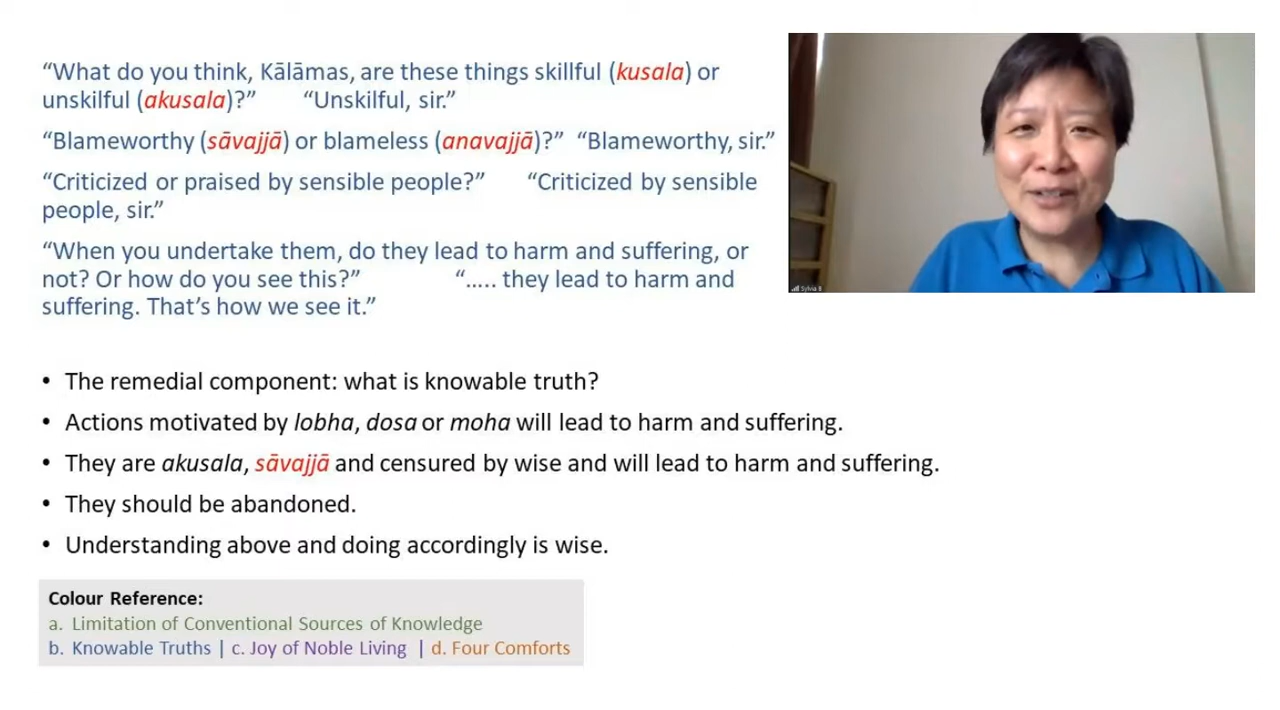 “What do you think, Kālāmas, are these things skillful (kusala) or
unskilful (akusala)?” “Unskilful, sir.”
“Blameworthy (sāvajjā) or blameless (anavajjā)?” “Blameworthy, sir.”
“Criticized or praised by sensible people?” “Criticized by sensible
people, sir.”
“When you undertake them, do they lead to harm and suffering, or
not? Or how do you see this?” “..... they lead to harm and
suffering. That’s how we see it.”
• The remedial component: what is knowable truth?
• Actions motivated by lobha, dosa or moha will lead to harm and suffering.
• They are akusala, sāvajjā and censured by wise and will lead to harm and suffering.
• They should be abandoned.
• Understanding above and doing accordingly is wise.
Colour Reference:
a. Limitation of Conventional Sources of Knowledge
b. Knowable Truths | c. Joy of Noble Living | d. Four Comforts